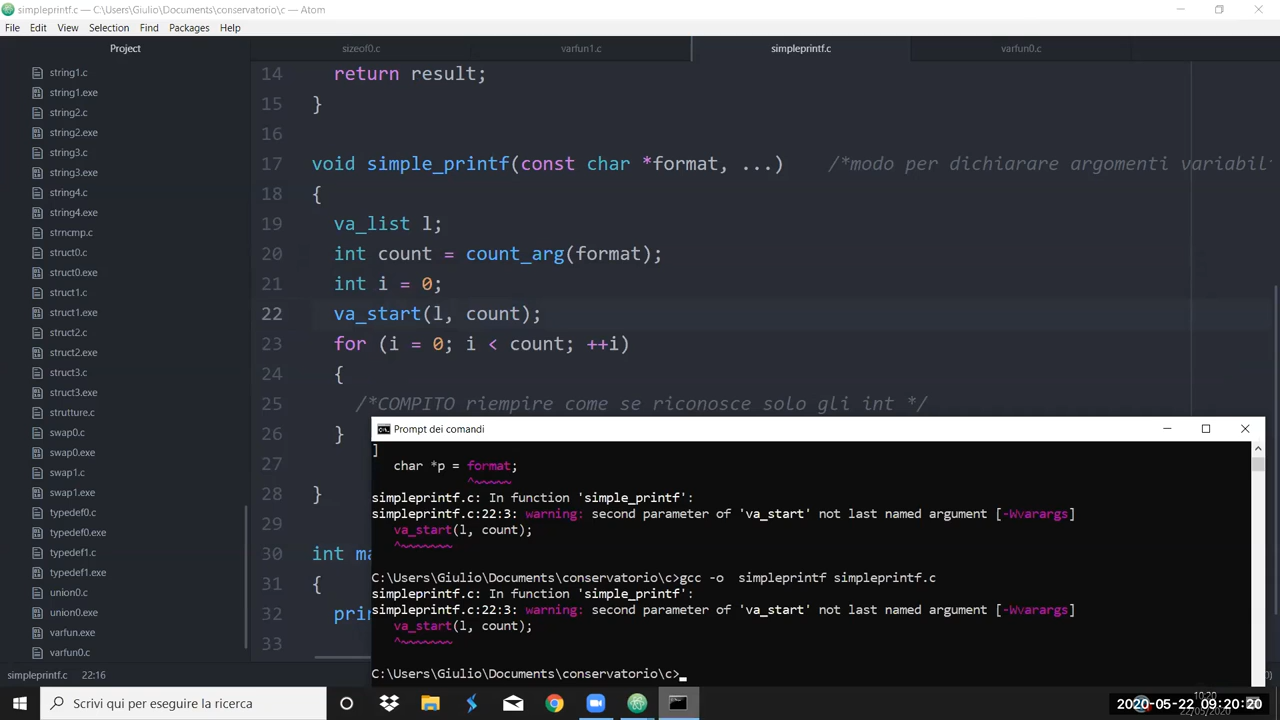 simpleprintf.c — C:\Users\Giulio\Documents\conservatorio\c — Atom
File Edit View Selection Find Packages Help
Project
sizeof0.c
varfun1.c
simpleprintf.c
varfun0.c
string1.c
string1.exe
string2.c
string2.exe
string3.c
string3.exe
string4.c
string4.exe
strncmp.c
struct0.c
struct0.exe
struct1.c
struct1.exe
struct2.c
struct2.exe
struct3.c
struct3.exe
strutture.c
swap0.c
swap0.exe
swap1.c
swap1.exe
typedef0.c
typedef0.exe
typedef1.c
typedef1.exe
union0.c
union0.exe
varfun.exe
varfun0.c
14 return result;
15 }
16
17 void simple_printf(const char *format, ...) /*modo per dichiarare argomenti variabil
18 {
19 va_list l;
20 int count = count_arg(format);
21 int i = 0;
22 va_start(l, count);
23 for (i = 0; i < count; ++i)
24 {
25 /*COMPITO riempire come se riconosce solo gli int */
26 }
27
28 }
29
30 int ma
31 {
32 prin
33
Prompt dei comandi
]
char *p = format;
^~~~~~
simpleprintf.c: In function 'simple_printf':
simpleprintf.c:22:3: warning: second parameter of 'va_start' not last named argument [-Wvarargs]
va_start(l, count);
^~~~~~~~
C:\Users\Giulio\Documents\conservatorio\c>gcc -o simpleprintf simpleprintf.c
simpleprintf.c: In function 'simple_printf':
simpleprintf.c:22:3: warning: second parameter of 'va_start' not last named argument [-Wvarargs]
va_start(l, count);
^~~~~~~~
C:\Users\Giulio\Documents\conservatorio\c>_
simpleprintf.c 22:16
Scrivi qui per eseguire la ricerca
10:20
2020-05-22 09:20:20
22/05/2020